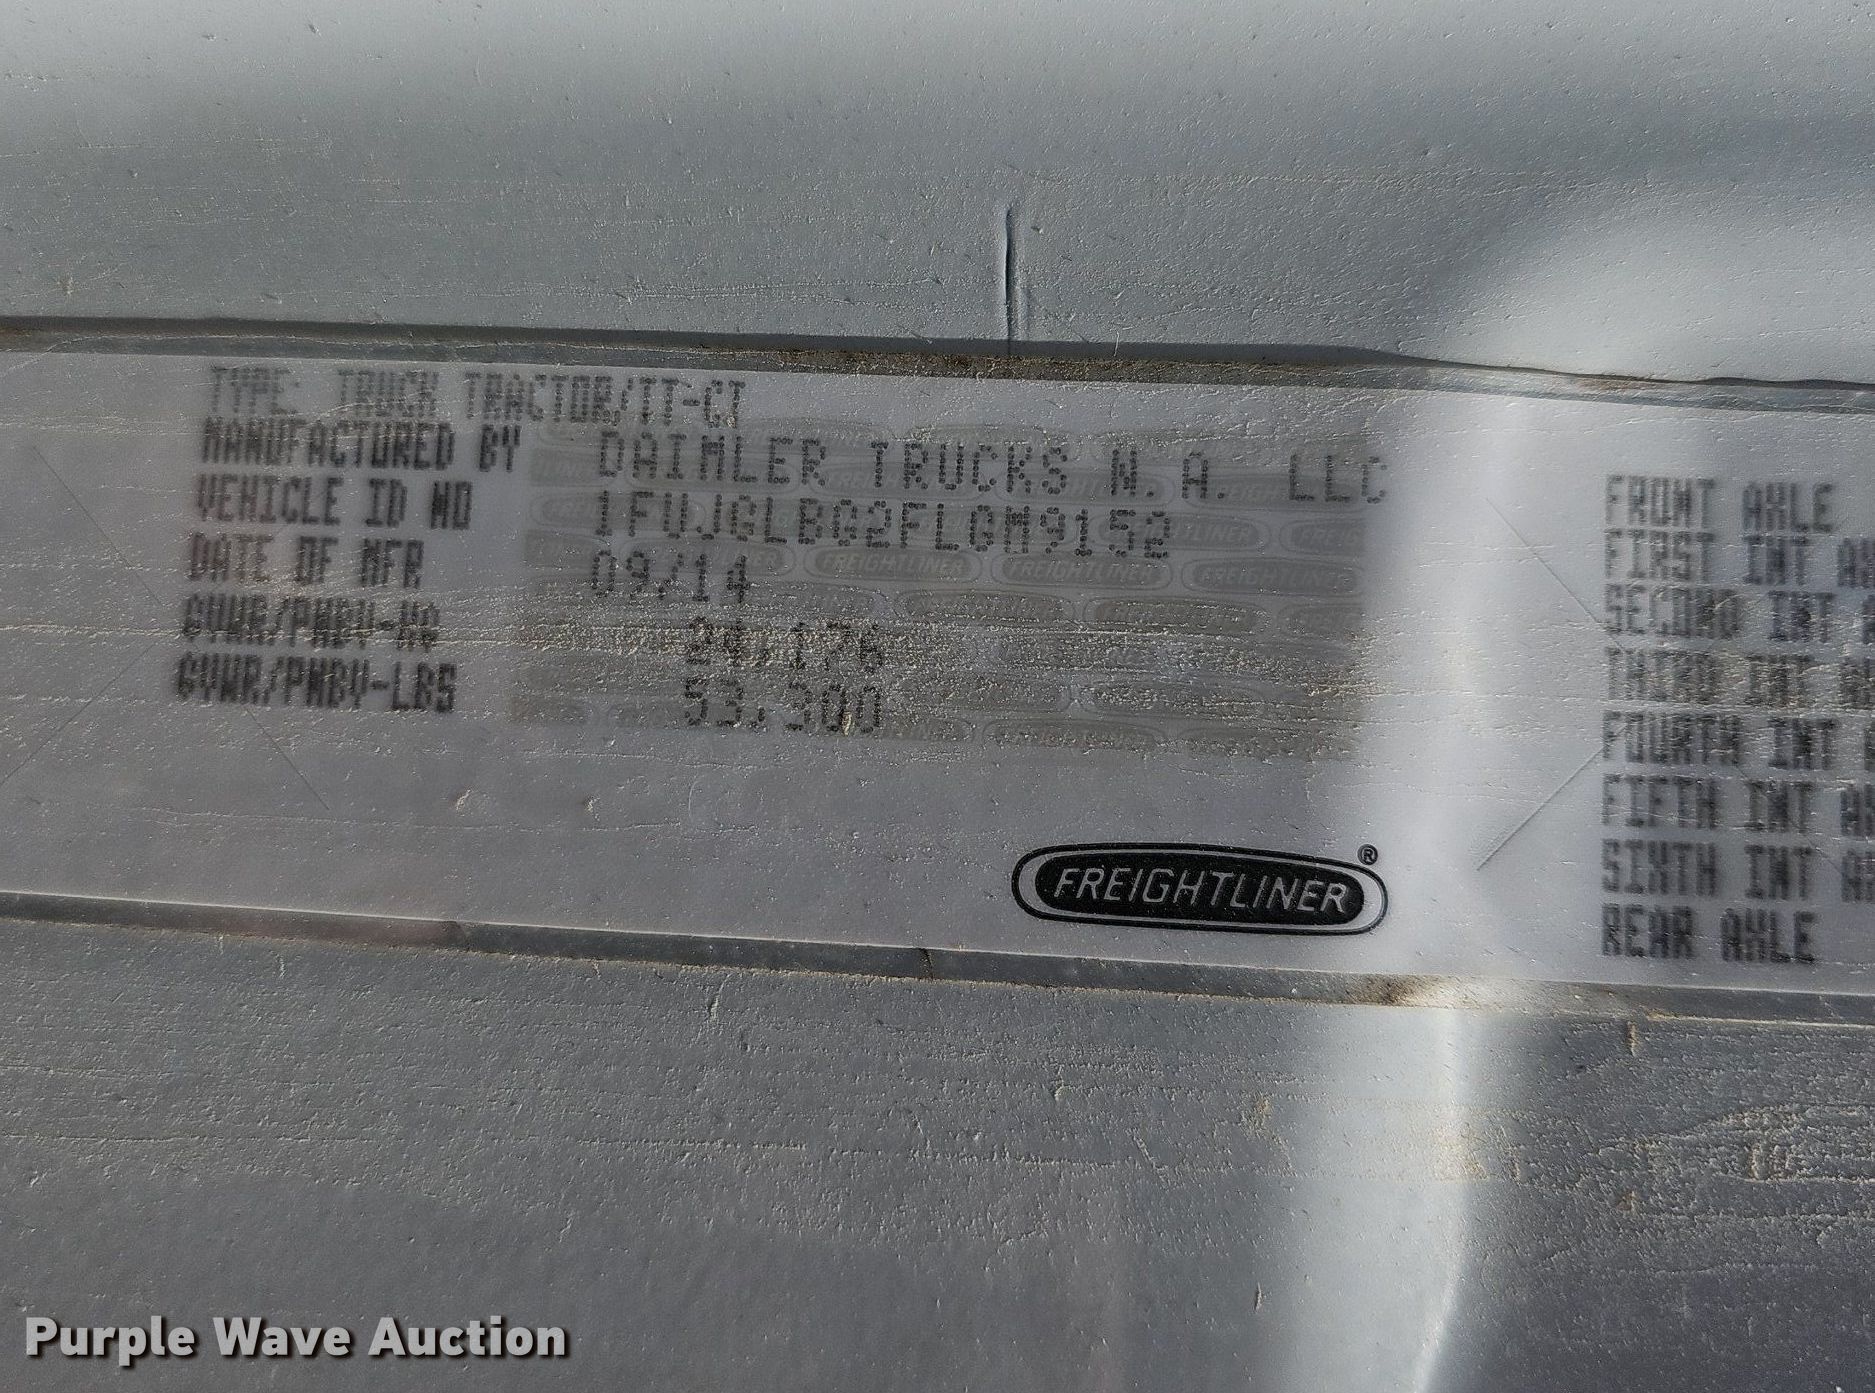 TYPE: TRUCK TRACTOR/TT-CT
MANUFACTURED BY DAIMLER TRUCKS N.A. LLC
VEHICLE ID NO 1FUJGLBG2FLGM9152
DATE OF MFR 09/14
GVWR/PNBV-KG 24,176
GVWR/PNBV-LBS 53,300
FREIGHTLINER®
FRONT AXLE
FIRST INT
SECOND INT
THIRD INT
FOURTH INT
FIFTH INT
SIXTH INT
REAR AXLE
Purple Wave Auction